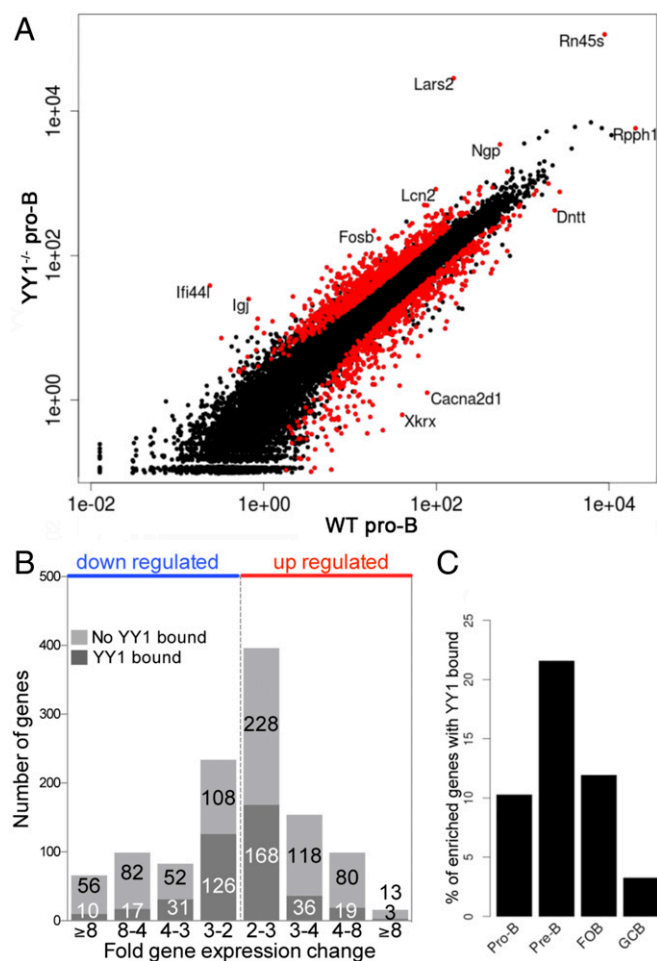 A
Rn45s
Lars2
Rpph1
Ngp
Lcn2
Dntt
Fosb
Ifi44l
Igj
Cacna2d1
Xkrx
YY1-/- pro-B
1e+04
1e+02
1e+00
1e-02 1e+00 1e+02 1e+04
WT pro-B
B
down regulated up regulated
No YY1 bound
YY1 bound
Number of genes
500
400
300
200
100
0
56 82 52 108 228 118 80 13
10 17 31 126 168 36 19 3
≥8 8-4 4-3 3-2 2-3 3-4 4-8 ≥8
Fold gene expression change
C
% of enriched genes with YY1 bound
25
20
15
10
5
0
Pro-B Pre-B FOB GCB